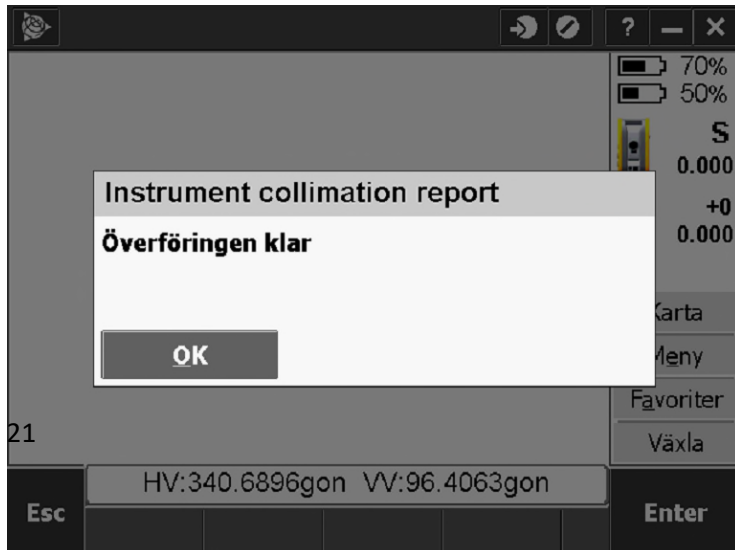 ?
70%
50%
S
0.000
+0
0.000
Instrument collimation report
Överföringen klar
OK
Karta
Meny
Favoriter
Växla
21
HV:340.6896gon VV:96.4063gon
Esc
Enter